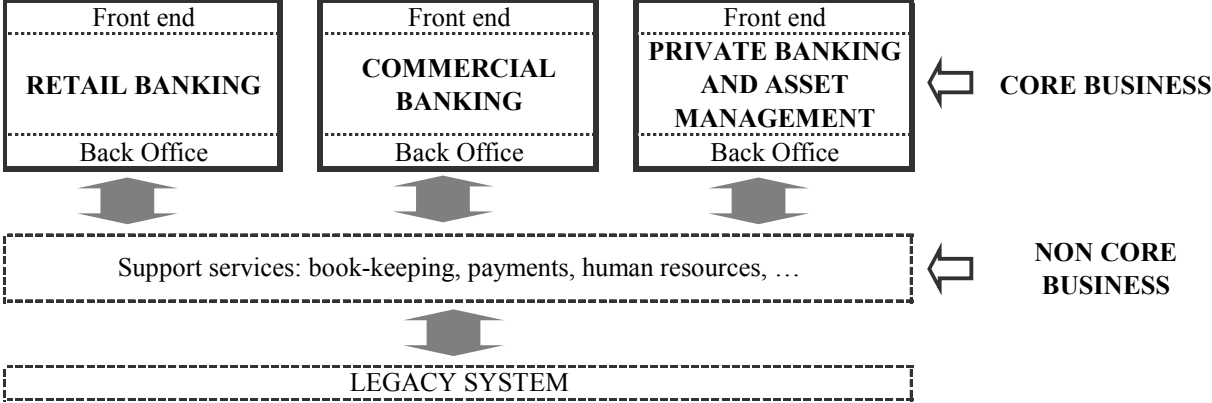 Front end
RETAIL BANKING
Back Office
Front end
COMMERCIAL
BANKING
Back Office
Front end
PRIVATE BANKING
AND ASSET
MANAGEMENT
Back Office
CORE BUSINESS
Support services: book-keeping, payments, human resources, …
NON CORE
BUSINESS
LEGACY SYSTEM